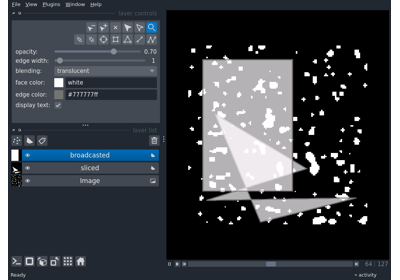 File View Plugins Window Help
layer controls
opacity: 0.70
edge width: 1
blending: translucent
face color: white
edge color: #777777ff
display text:
layer list
broadcasted
sliced
Image
64 127
Ready activity